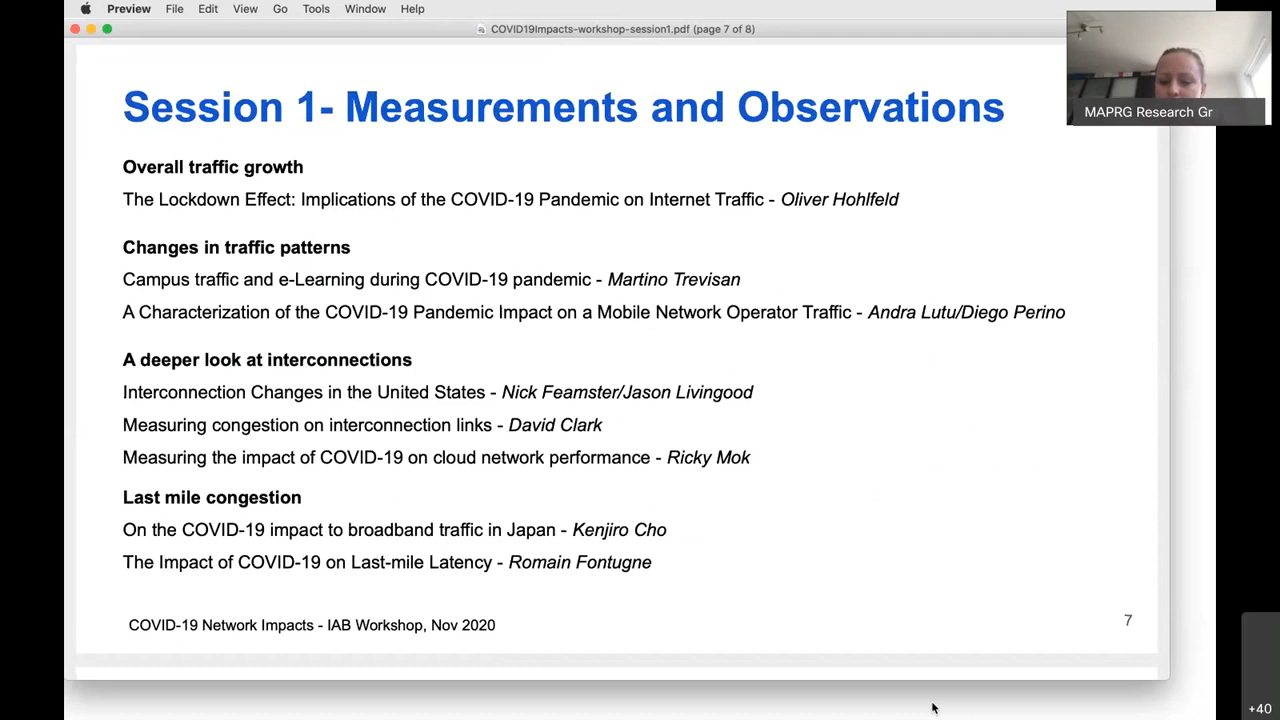 Preview File Edit View Go Tools Window Help
COVID19Impacts-workshop-session1.pdf (page 7 of 8)
MAPRG Research Gr
Session 1- Measurements and Observations
Overall traffic growth
The Lockdown Effect: Implications of the COVID-19 Pandemic on Internet Traffic - Oliver Hohlfeld
Changes in traffic patterns
Campus traffic and e-Learning during COVID-19 pandemic - Martino Trevisan
A Characterization of the COVID-19 Pandemic Impact on a Mobile Network Operator Traffic - Andra Lutu/Diego Perino
A deeper look at interconnections
Interconnection Changes in the United States - Nick Feamster/Jason Livingood
Measuring congestion on interconnection links - David Clark
Measuring the impact of COVID-19 on cloud network performance - Ricky Mok
Last mile congestion
On the COVID-19 impact to broadband traffic in Japan - Kenjiro Cho
The Impact of COVID-19 on Last-mile Latency - Romain Fontugne
COVID-19 Network Impacts - IAB Workshop, Nov 2020
7
+40